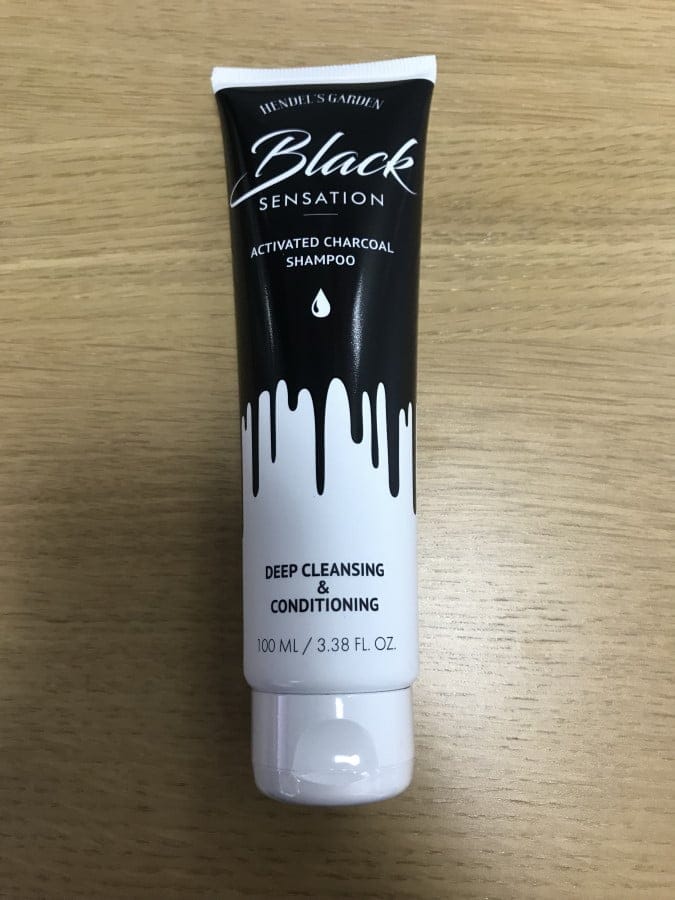 HENDEL'S GARDEN
Black
SENSATION
ACTIVATED CHARCOAL
SHAMPOO
DEEP CLEANSING
&
CONDITIONING
100 ML / 3.38 FL. OZ.